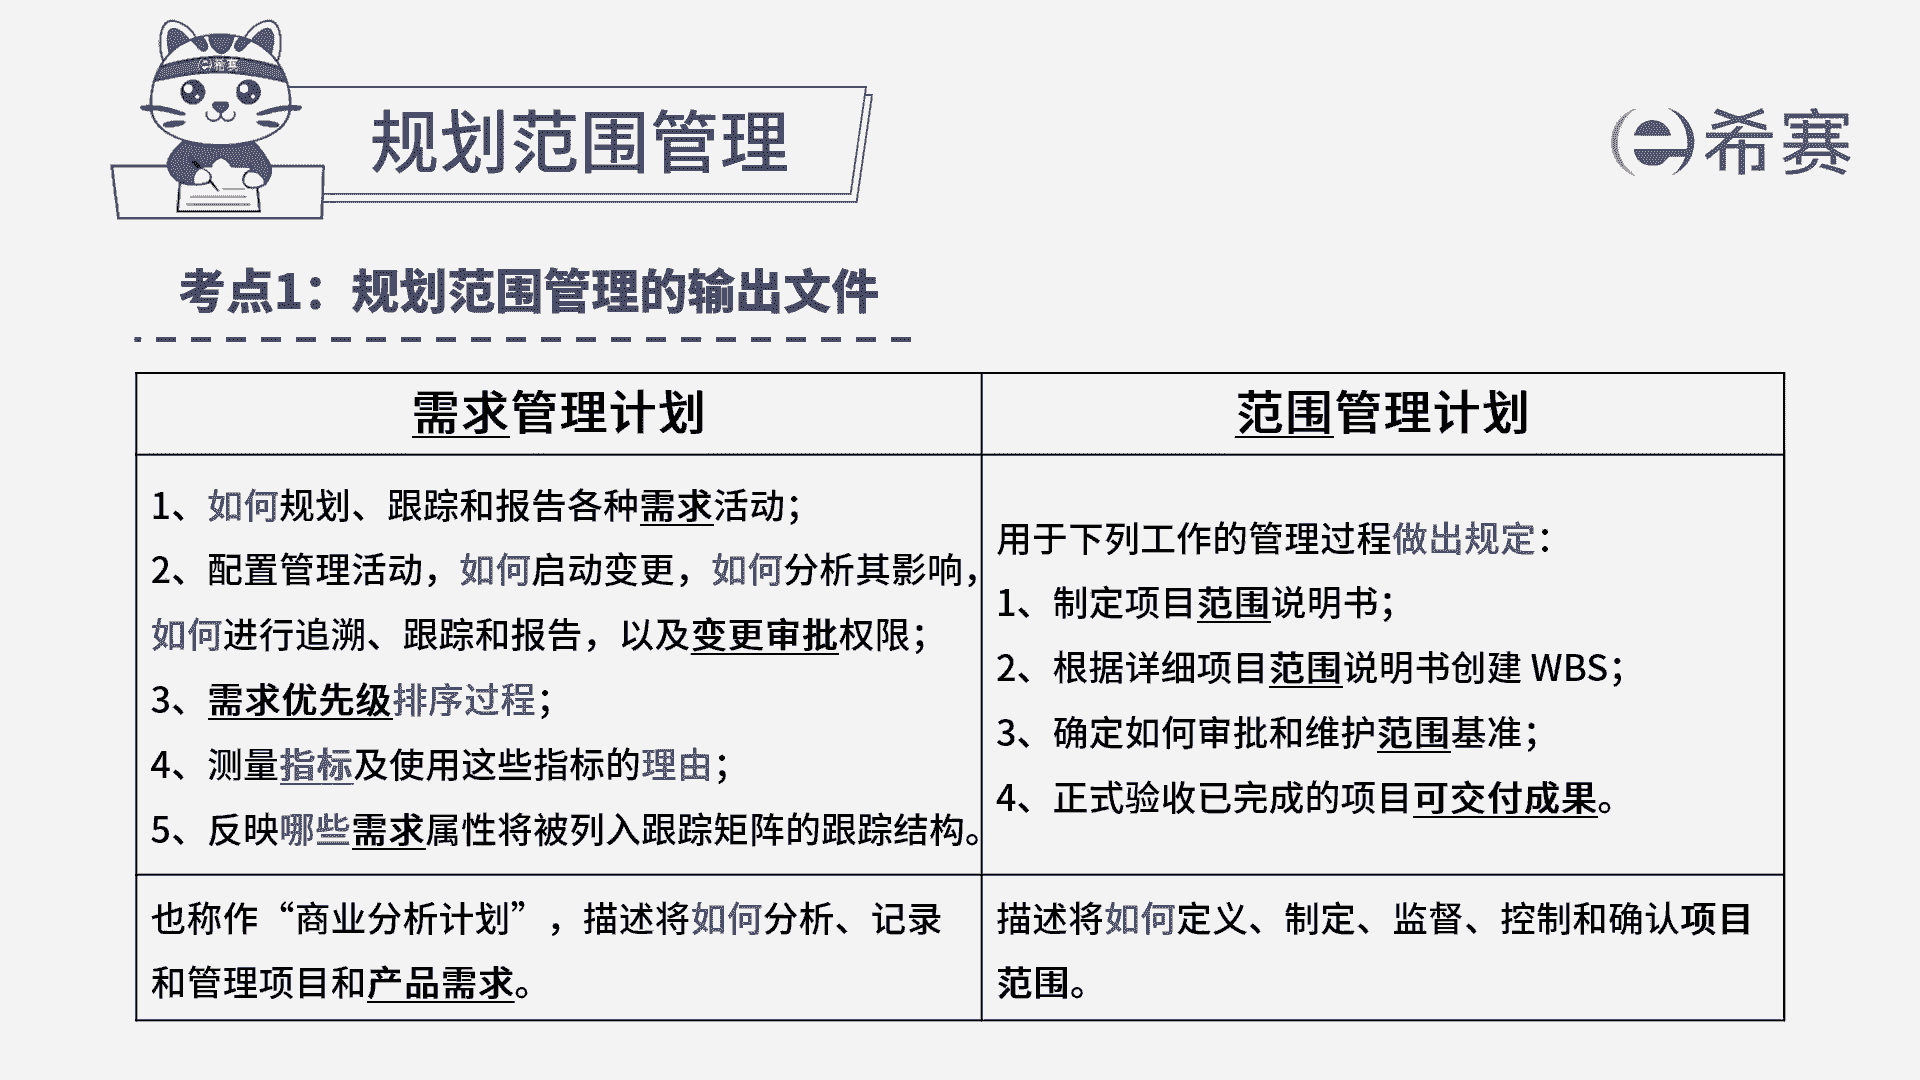 e希赛
规划范围管理
e希赛
考点1：规划范围管理的输出文件
需求管理计划
范围管理计划
1、如何规划、跟踪和报告各种需求活动；
2、配置管理活动，如何启动变更，如何分析其影响，
如何进行追溯、跟踪和报告，以及变更审批权限；
3、需求优先级排序过程；
4、测量指标及使用这些指标的理由；
5、反映哪些需求属性将被列入跟踪矩阵的跟踪结构。
用于下列工作的管理过程做出规定：
1、制定项目范围说明书；
2、根据详细项目范围说明书创建 WBS；
3、确定如何审批和维护范围基准；
4、正式验收已完成的项目可交付成果。
也称作“商业分析计划”，描述将如何分析、记录
和管理项目和产品需求。
描述将如何定义、制定、监督、控制和确认项目
范围。